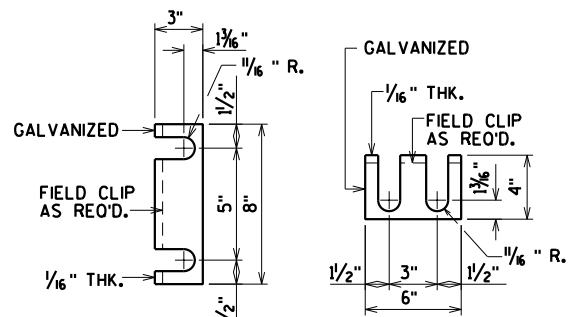 3"
1 3/16"
11/16 " R.
1 1/2"
GALVANIZED
FIELD CLIP
AS REQ'D.
5"
8"
1/16" THK.
GALVANIZED
1/16" THK.
FIELD CLIP
AS REQ'D.
1 3/16"
4"
11/16 " R.
1 1/2"
3"
1 1/2"
6"